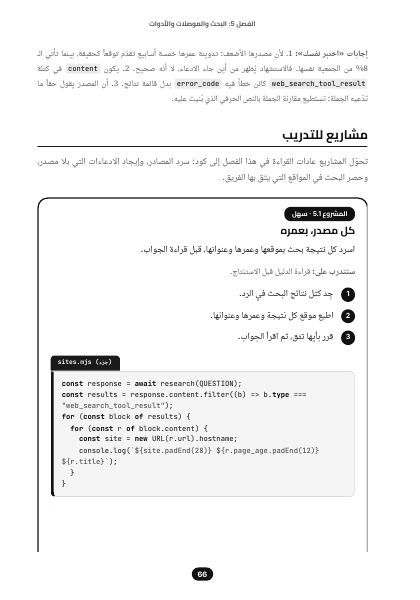 الفصل 5: البحث والموصلات والأدوات
إجابات «اختبر نفسك»: 1. لأن مصدرها الأضعف: تدوينة عمرها خمسة أسابيع تقدّم توقعاً كحقيقة، بينما تأتي الـ
8% من الجمعية نفسها. فالاستشهاد يُظهر من أين جاء الادعاء، لا أنه صحيح. 2. يكون content في كتلة
web_search_tool_result كائن خطأ فيه error_code بدل قائمة نتائج. 3. أن المصدر يقول حقاً ما
تدّعيه الجملة: تستطيع مقارنة الجملة بالنص الحرفي الذي بُنيت عليه.
مشاريع للتدريب
تحوّل المشاريع عادات القراءة في هذا الفصل إلى كود: سرد المصادر، وإيجاد الادعاءات التي بلا مصدر،
وحصر البحث في المواقع التي يثق بها الفريق.
المشروع 5.1 · سهل
كل مصدر، بعمره
اسرد كل نتيجة بحث بموقعها وعمرها وعنوانها، قبل قراءة الجواب.
ستتدرب على: قراءة الدليل قبل الاستنتاج.
1 جِد كتل نتائج البحث في الرد.
2 اطبع موقع كل نتيجة وعمرها وعنوانها.
3 قرر بأيها تثق، ثم اقرأ الجواب.
sites.mjs (جزء)
const response = await research(QUESTION);
const results = response.content.filter((b) => b.type ===
"web_search_tool_result");
for (const block of results) {
for (const r of block.content) {
const site = new URL(r.url).hostname;
console.log(`${site.padEnd(28)} ${r.page_age.padEnd(12)}
${r.title}`);
}
}
66